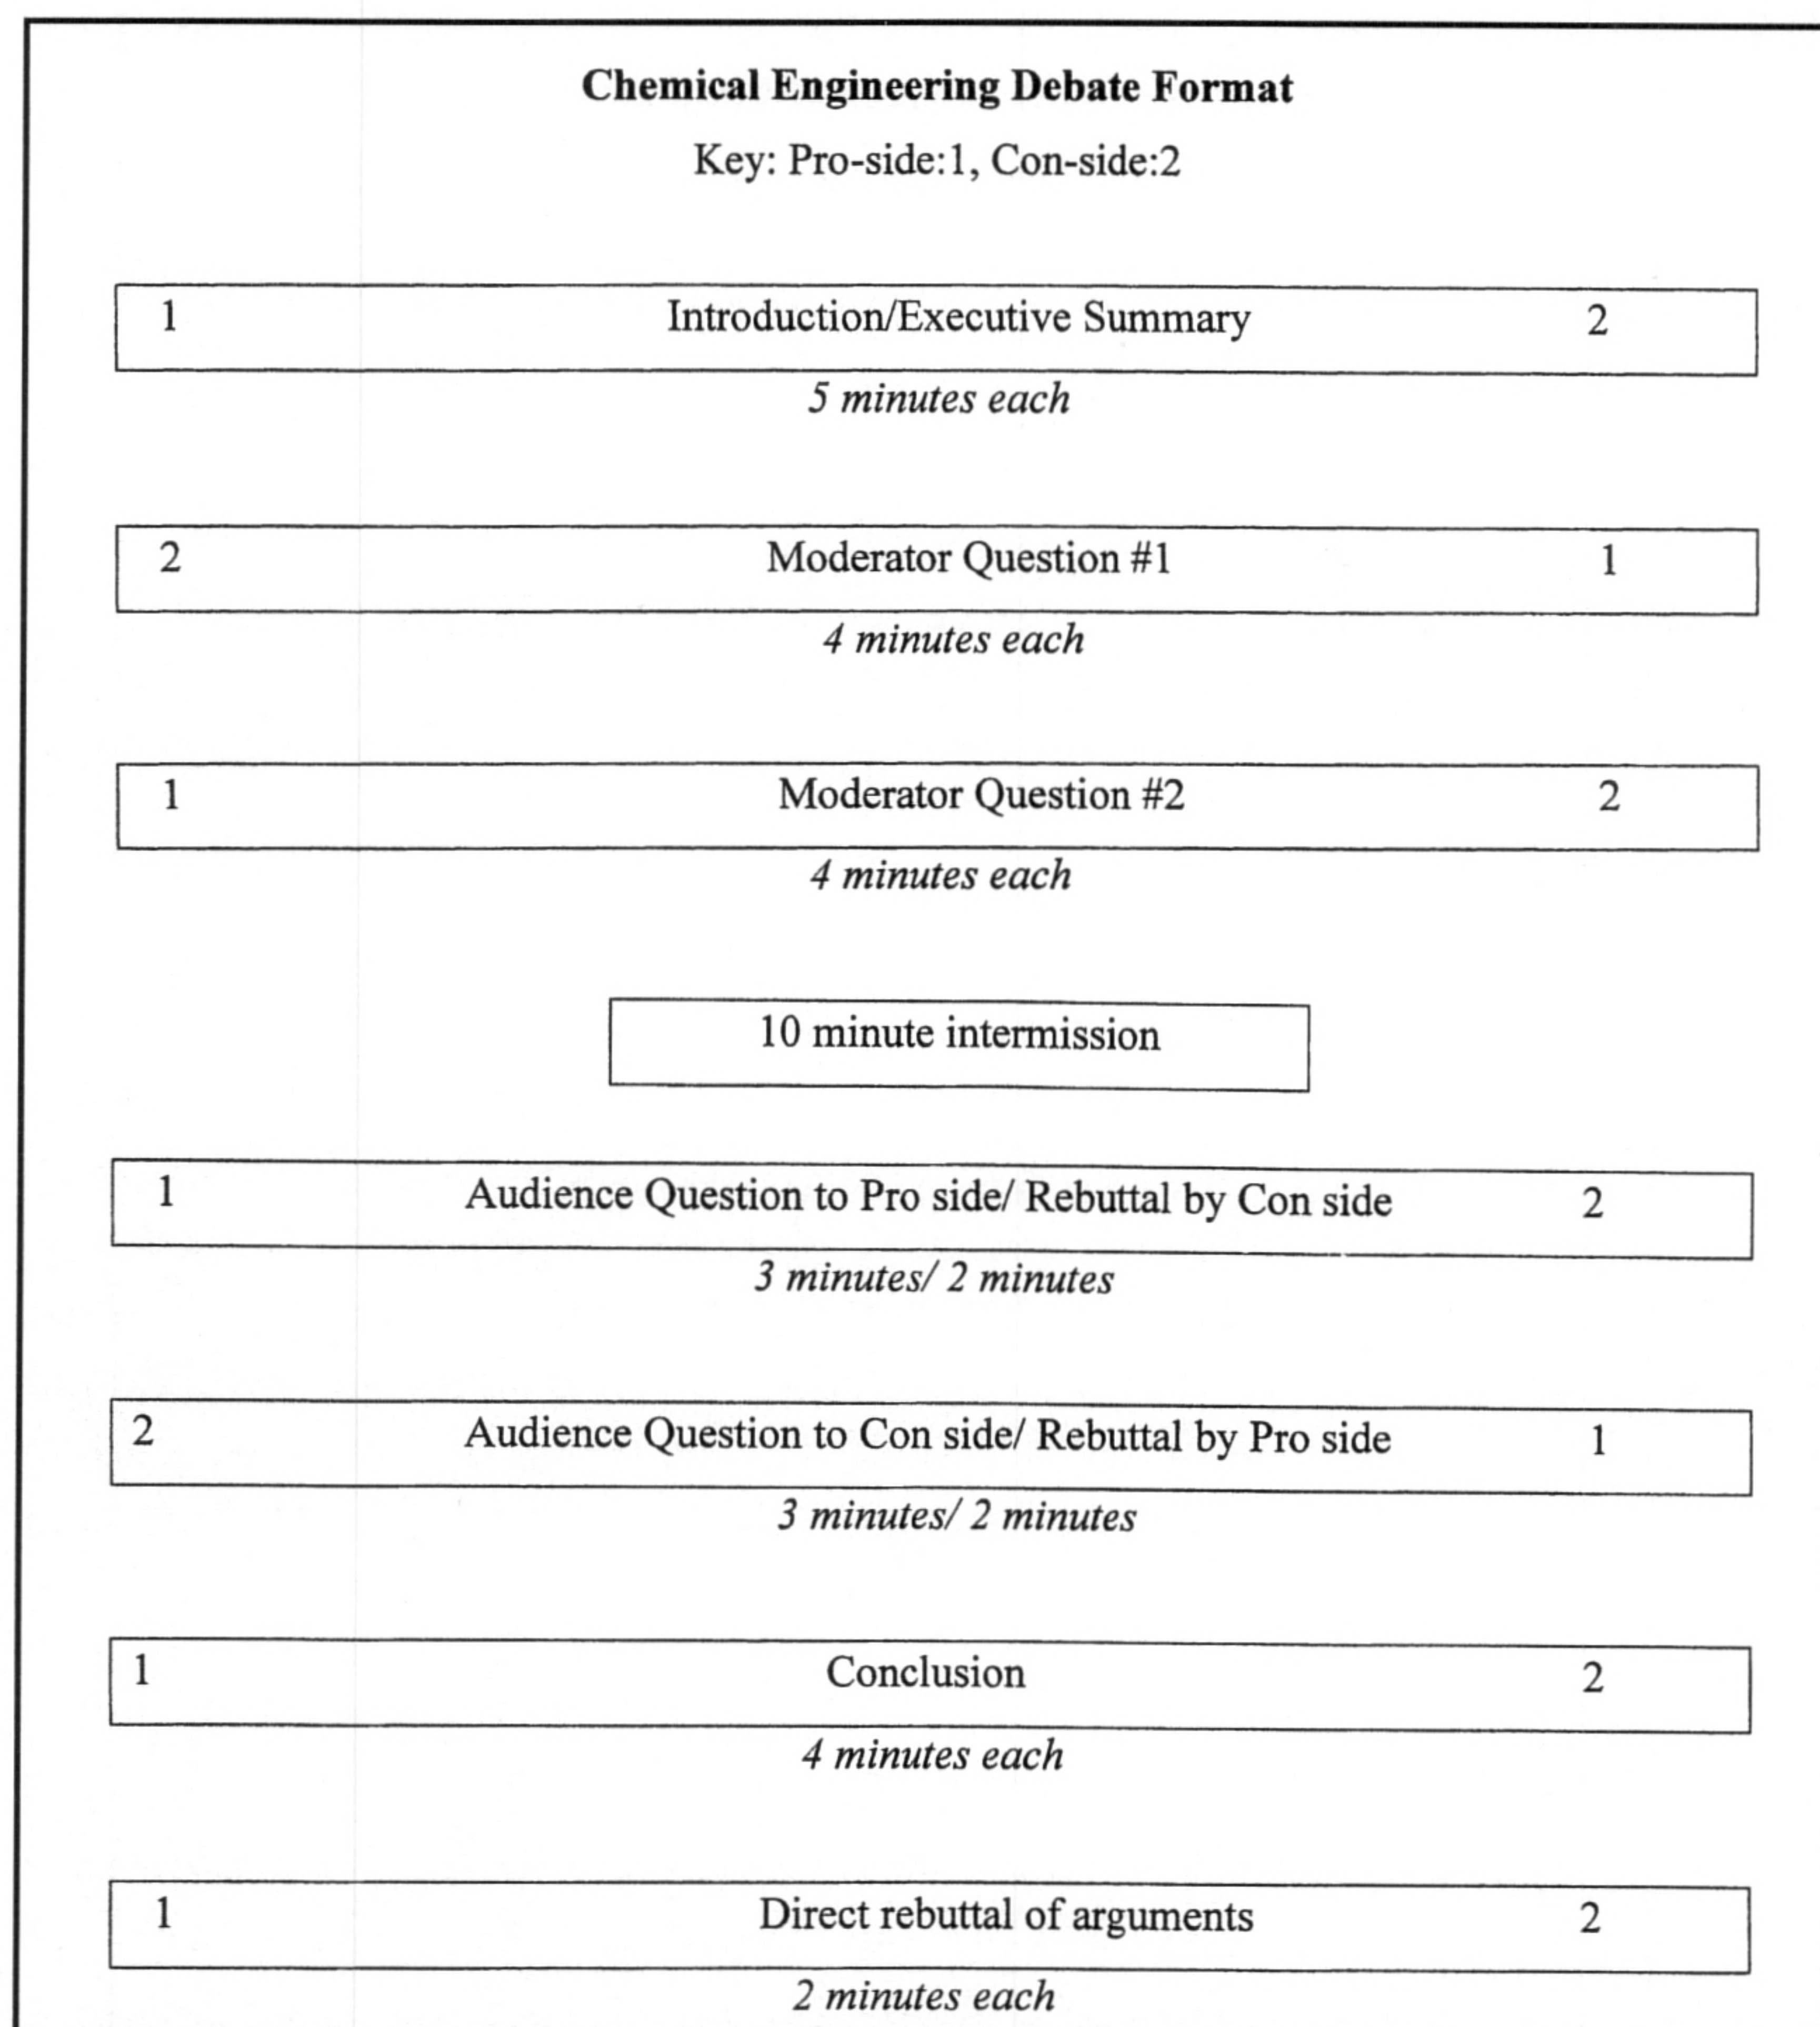 Chemical Engineering Debate Format
Key: Pro-side:1, Con-side:2
1 Introduction/Executive Summary 2
5 minutes each
2 Moderator Question #1 1
4 minutes each
1 Moderator Question #2 2
4 minutes each
10 minute intermission
1 Audience Question to Pro side/ Rebuttal by Con side 2
3 minutes/ 2 minutes
2 Audience Question to Con side/ Rebuttal by Pro side 1
3 minutes/ 2 minutes
1 Conclusion 2
4 minutes each
1 Direct rebuttal of arguments 2
2 minutes each